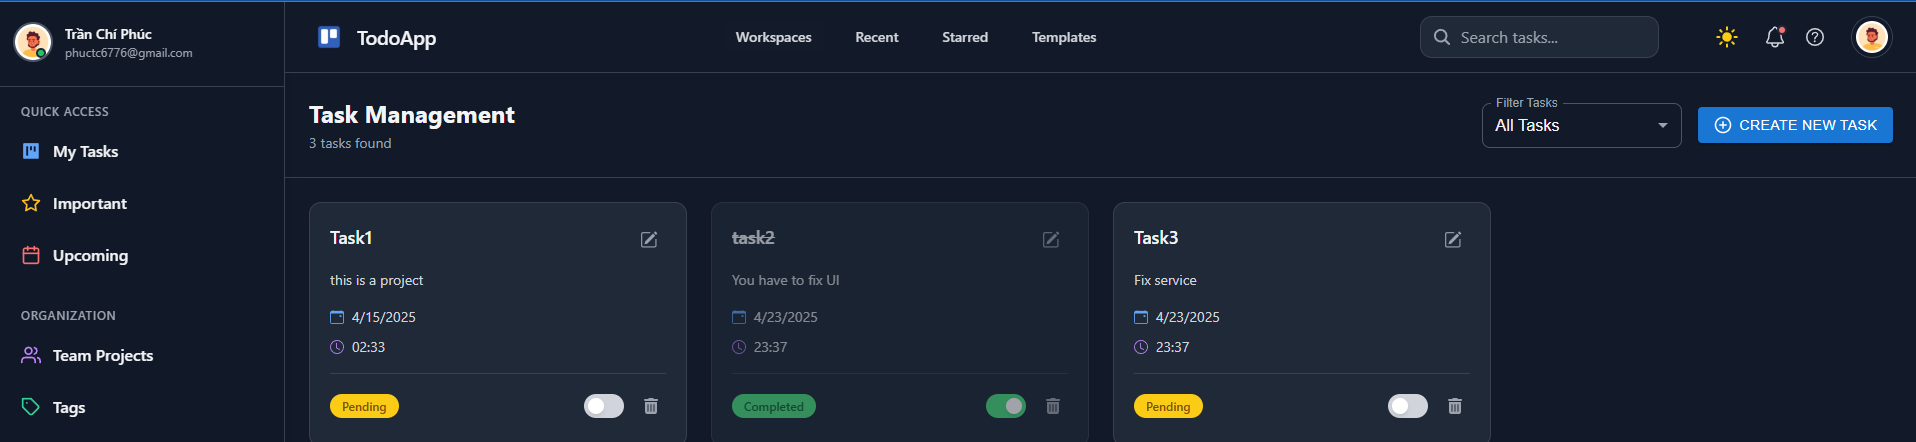 Trần Chí Phúc
phuctc6776@gmail.com
QUICK ACCESS
My Tasks
Important
Upcoming
ORGANIZATION
Team Projects
Tags
TodoApp
Workspaces Recent Starred Templates
Search tasks...
Task Management
3 tasks found
Filter Tasks
All Tasks
CREATE NEW TASK
Task1
this is a project
4/15/2025
02:33
Pending
task2
You have to fix UI
4/23/2025
23:37
Completed
Task3
Fix service
4/23/2025
23:37
Pending